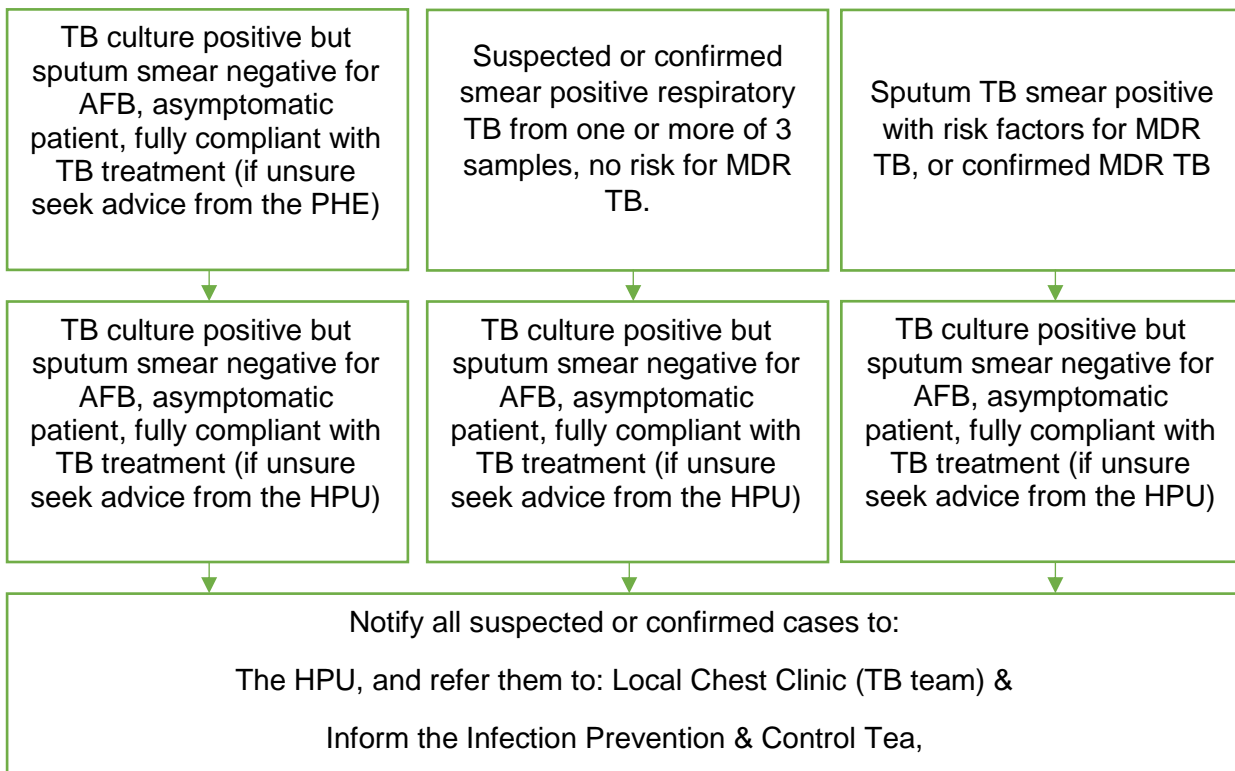 TB culture positive but
sputum smear negative for
AFB, asymptomatic
patient, fully compliant with
TB treatment (if unsure
seek advice from the PHE)
Suspected or confirmed
smear positive respiratory
TB from one or more of 3
samples, no risk for MDR
TB.
Sputum TB smear positive
with risk factors for MDR
TB, or confirmed MDR TB
TB culture positive but
sputum smear negative for
AFB, asymptomatic
patient, fully compliant with
TB treatment (if unsure
seek advice from the HPU)
TB culture positive but
sputum smear negative for
AFB, asymptomatic
patient, fully compliant with
TB treatment (if unsure
seek advice from the HPU)
TB culture positive but
sputum smear negative for
AFB, asymptomatic
patient, fully compliant with
TB treatment (if unsure
seek advice from the HPU)
Notify all suspected or confirmed cases to:
The HPU, and refer them to: Local Chest Clinic (TB team) &
Inform the Infection Prevention & Control Tea,